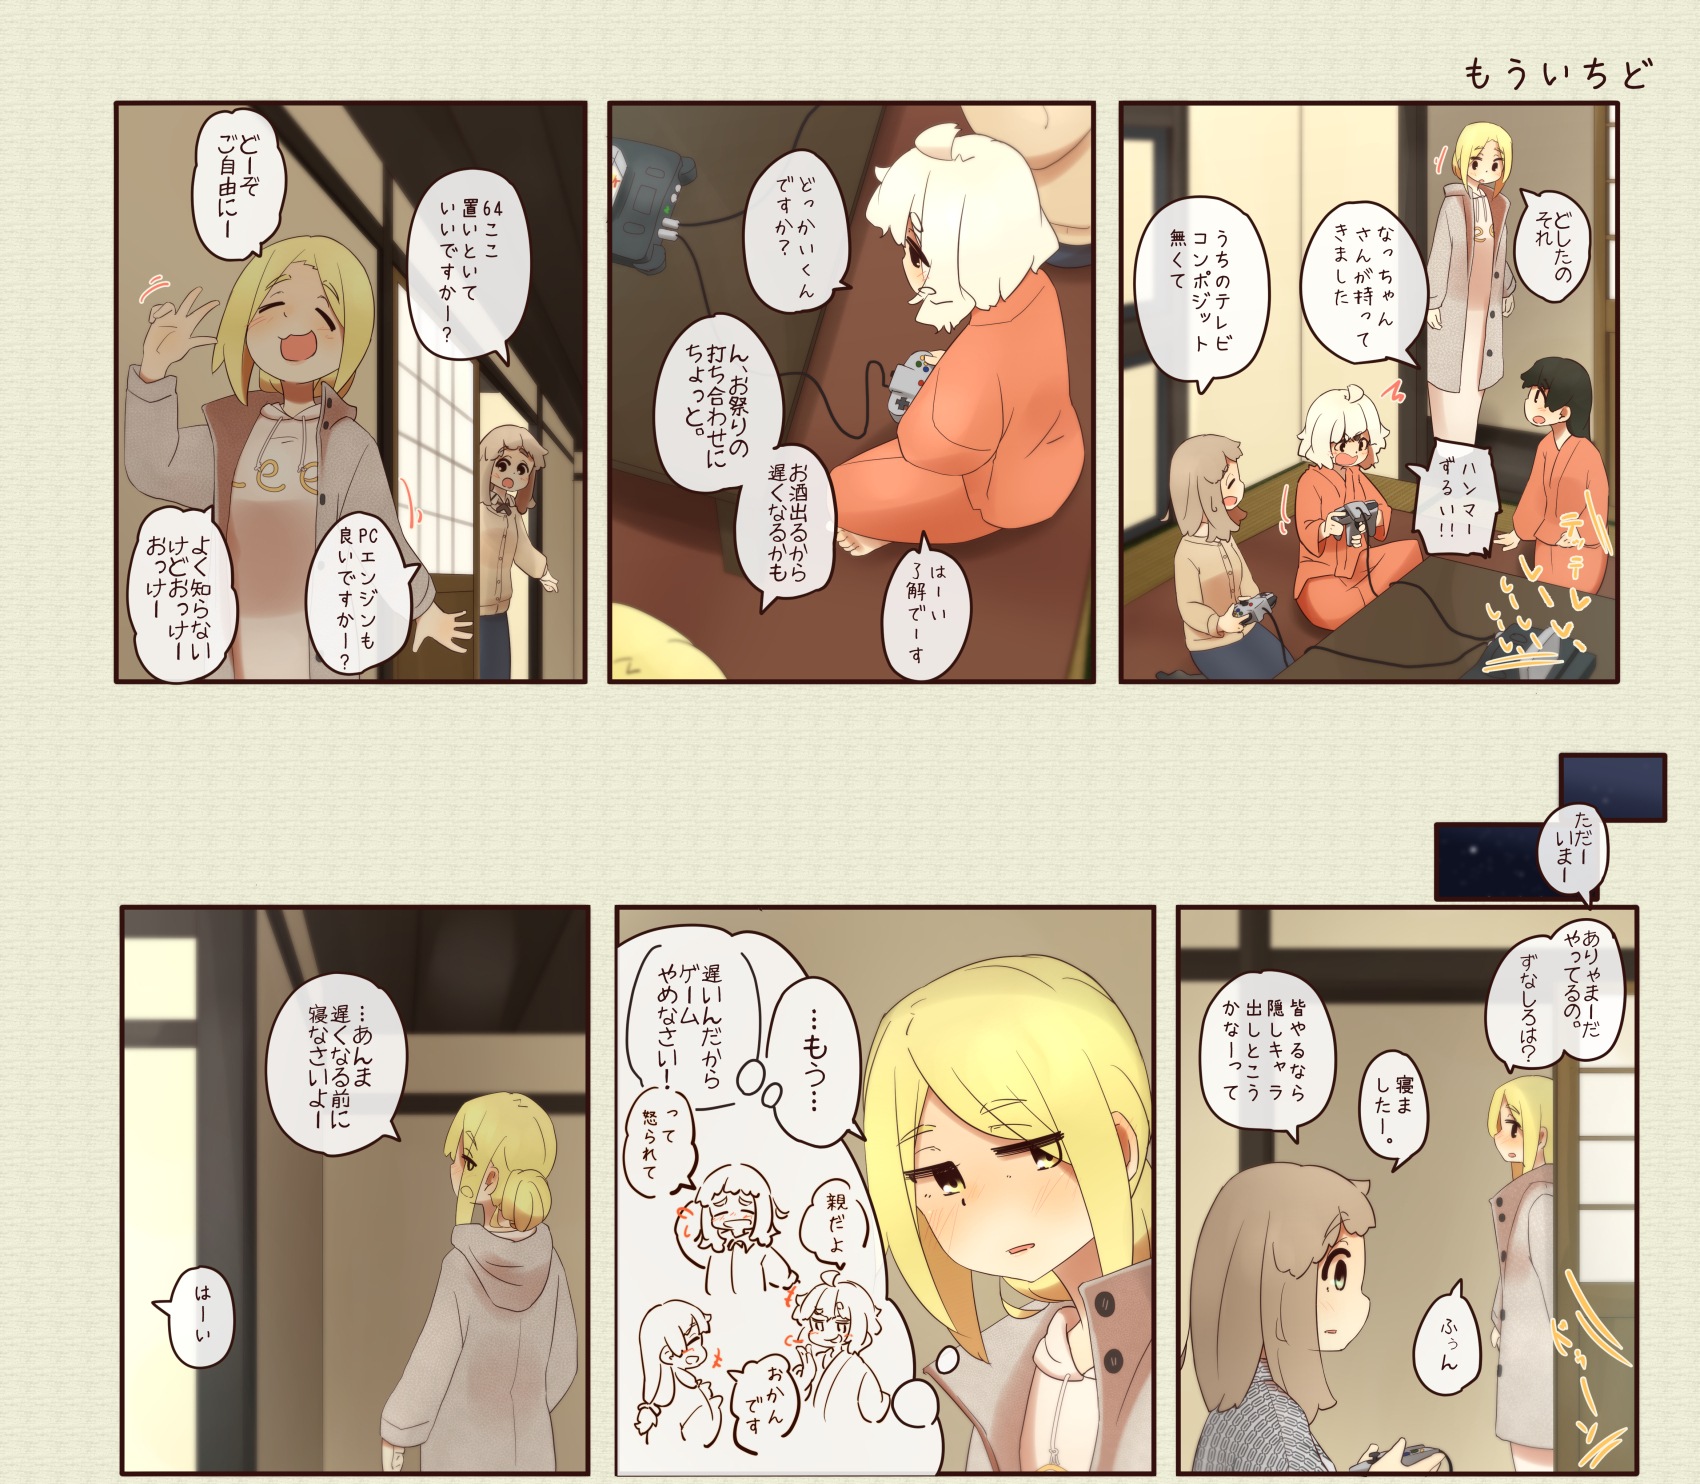 もういちど
どしたの
それ
なっちゃん
さんが持って
きました
うちのテレビ
コンポジット
無くて
ハンマー
ずるい!!
テッテレ
どっかいくん
ですか?
ん、お祭りの
打ち合わせに
ちょっと。
お酒出るから
遅くなるかも
はーい
了解でーす
64ここ
置いといて
いいですかー?
どーぞ
ご自由にー
PCエンジンも
良いですかー?
よく知らない
けどおっけー
おっけー
ただー
いまー
ありゃまーだ
やってるの。
ずなしろは?
寝ま
したー。
皆やるなら
隠しキャラ
出しとこう
かなーって
ふぅん
…もう…
遅いんだから
ゲーム
やめなさい!
って
怒られて
親だよ
おかん
です
…あんま
遅くなる前に
寝なさいよー
はーい